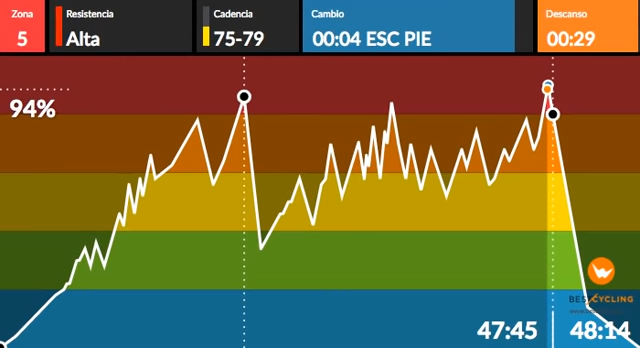 Zona
5
Resistencia
Alta
Cadencia
75-79
Cambio
00:04 ESC PIE
Descanso
00:29
94%
BESTCYCLING
47:45
48:14